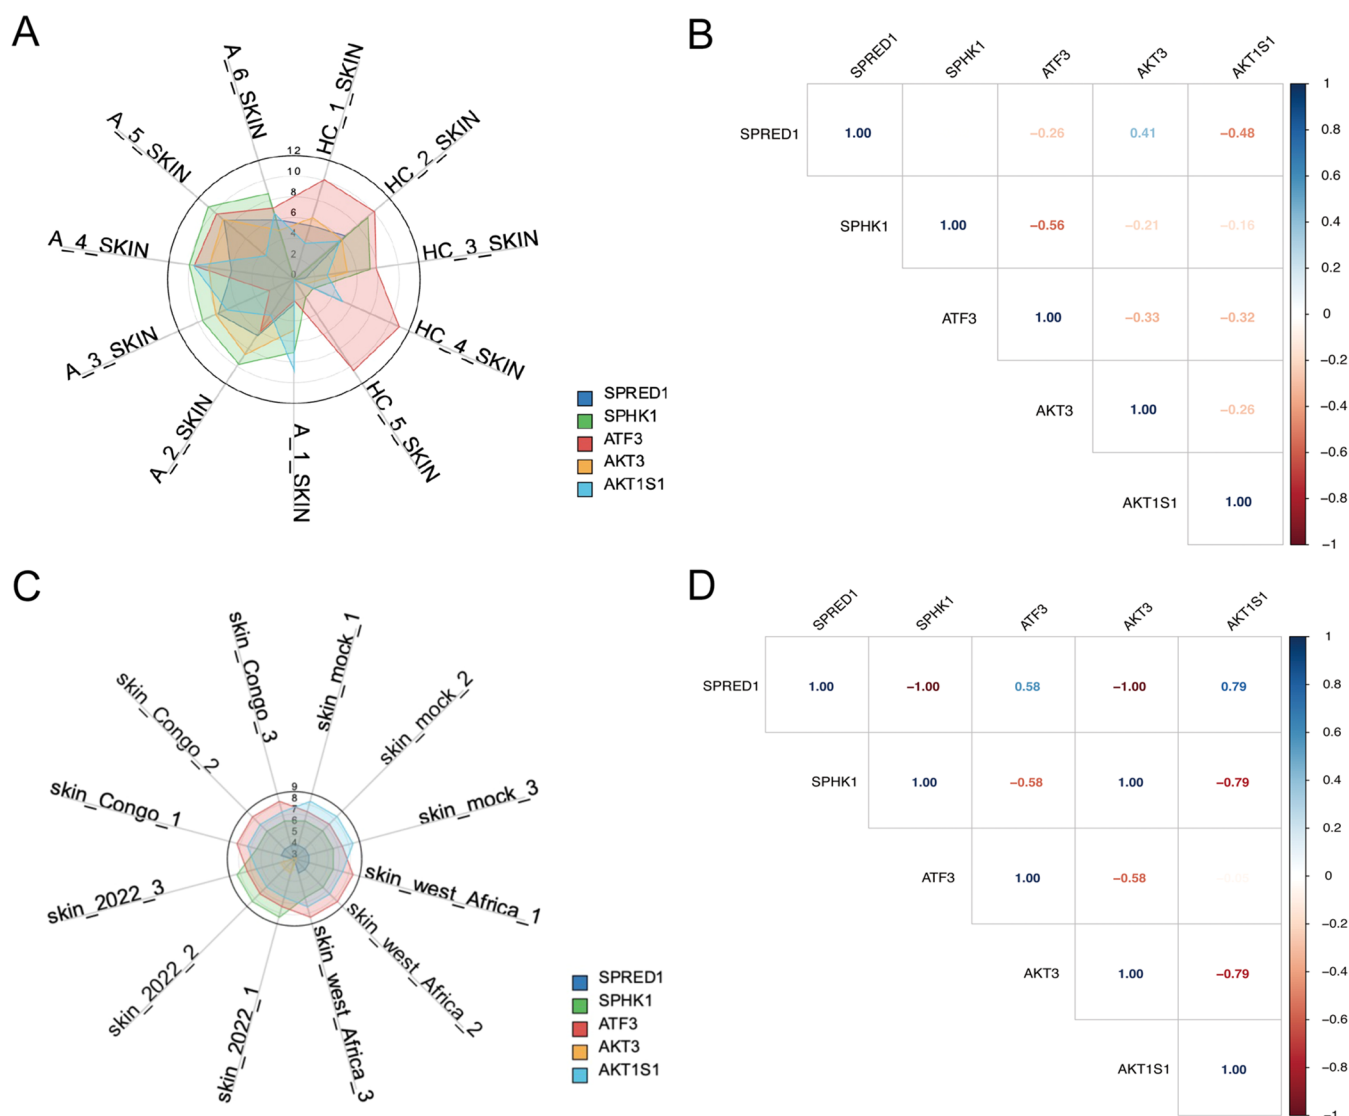 A
A_6_SKIN
HC_1_SKIN
A_5_SKIN
HC_2_SKIN
A_4_SKIN
HC_3_SKIN
A_3_SKIN
HC_4_SKIN
A_2_SKIN
HC_5_SKIN
A_1_SKIN
12
10
8
6
4
2
0
SPRED1
SPHK1
ATF3
AKT3
AKT1S1
B
SPRED1 SPHK1 ATF3 AKT3 AKT1S1
SPRED1 1.00 −0.26 0.41 −0.48
SPHK1 1.00 −0.56 −0.21 −0.16
ATF3 1.00 −0.33 −0.32
AKT3 1.00 −0.26
AKT1S1 1.00
1
0.8
0.6
0.4
0.2
0
−0.2
−0.4
−0.6
−0.8
−1
C
skin_Congo_3
skin_mock_1
skin_Congo_2
skin_mock_2
skin_Congo_1
skin_mock_3
skin_2022_3
skin_west_Africa_1
skin_2022_2
skin_west_Africa_2
skin_2022_1
skin_west_Africa_3
9
8
7
6
5
4
3
SPRED1
SPHK1
ATF3
AKT3
AKT1S1
D
SPRED1 SPHK1 ATF3 AKT3 AKT1S1
SPRED1 1.00 −1.00 0.58 −1.00 0.79
SPHK1 1.00 −0.58 1.00 −0.79
ATF3 1.00 −0.58
AKT3 1.00 −0.79
AKT1S1 1.00
1
0.8
0.6
0.4
0.2
0
−0.2
−0.4
−0.6
−0.8
−1